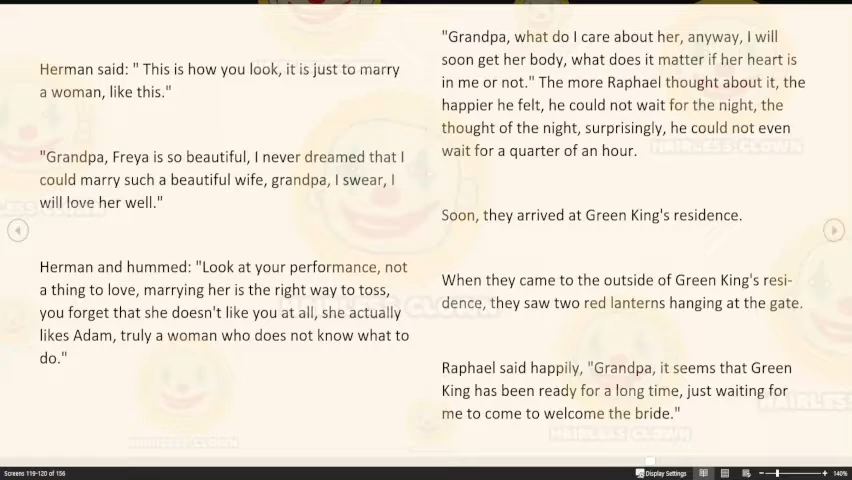 Herman said: " This is how you look, it is just to marry
a woman, like this."
"Grandpa, Freya is so beautiful, I never dreamed that I
could marry such a beautiful wife, grandpa, I swear, I
will love her well."
Herman and hummed: "Look at your performance, not
a thing to love, marrying her is the right way to toss,
you forget that she doesn't like you at all, she actually
likes Adam, truly a woman who does not know what to
do."
"Grandpa, what do I care about her, anyway, I will
soon get her body, what does it matter if her heart is
in me or not." The more Raphael thought about it, the
happier he felt, he could not wait for the night, the
thought of the night, surprisingly, he could not even
wait for a quarter of an hour.
Soon, they arrived at Green King's residence.
When they came to the outside of Green King's resi-
dence, they saw two red lanterns hanging at the gate.
Raphael said happily, "Grandpa, it seems that Green
King has been ready for a long time, just waiting for
me to come to welcome the bride."
HAIRLESS CLOWN
HAIRLESS CLOWN
HAIRLESS CLOWN
HAIRLESS CLOWN
Screens 119-120 of 156
Display Settings
140%